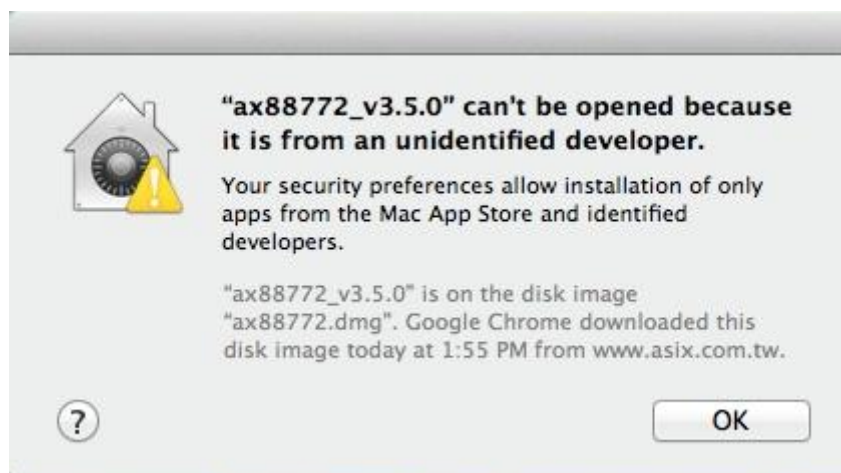 “ax88772_v3.5.0” can't be opened because
it is from an unidentified developer.
Your security preferences allow installation of only
apps from the Mac App Store and identified
developers.
“ax88772_v3.5.0” is on the disk image
“ax88772.dmg”. Google Chrome downloaded this
disk image today at 1:55 PM from www.asix.com.tw.
?
OK